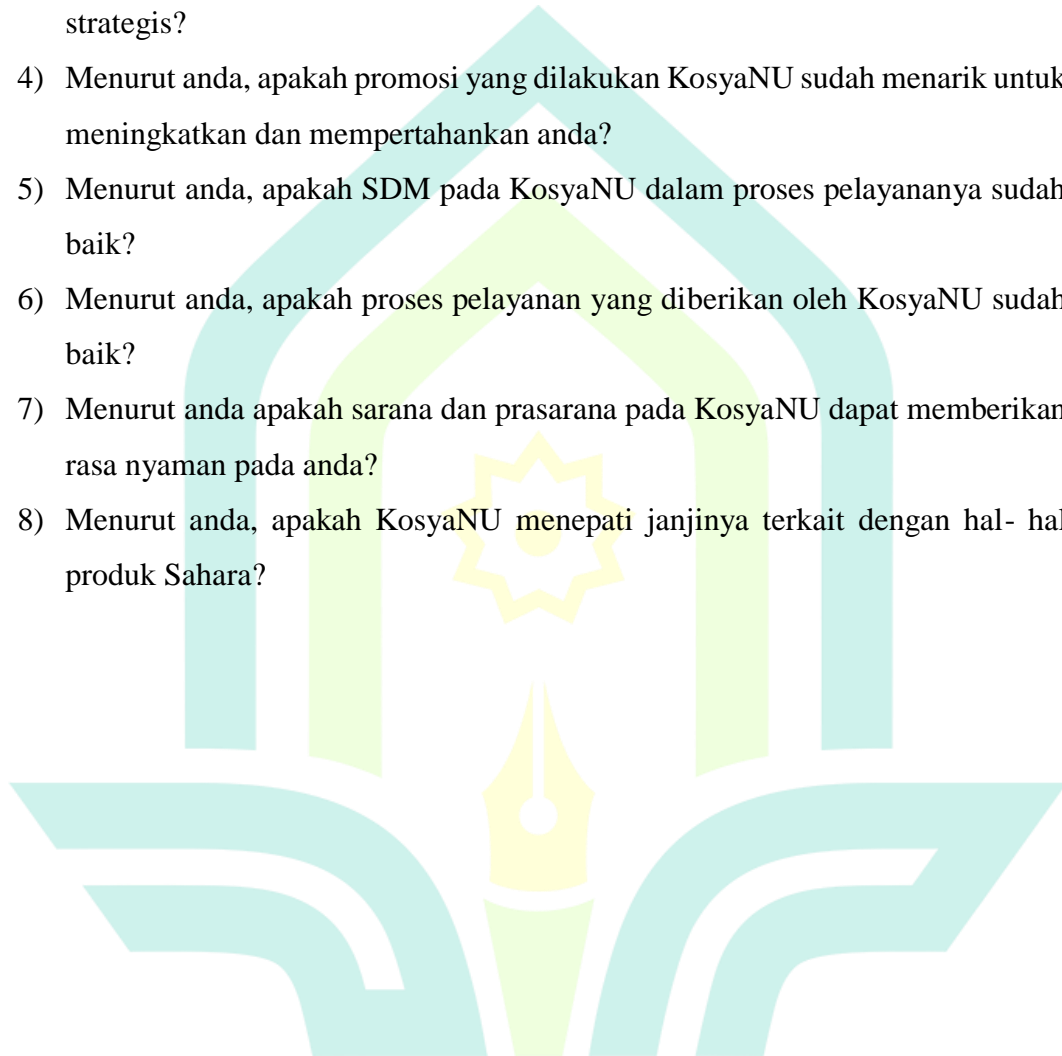 strategis?
4) Menurut anda, apakah promosi yang dilakukan KosyaNU sudah menarik untuk
meningkatkan dan mempertahankan anda?
5) Menurut anda, apakah SDM pada KosyaNU dalam proses pelayananya sudah
baik?
6) Menurut anda, apakah proses pelayanan yang diberikan oleh KosyaNU sudah
baik?
7) Menurut anda apakah sarana dan prasarana pada KosyaNU dapat memberikan
rasa nyaman pada anda?
8) Menurut anda, apakah KosyaNU menepati janjinya terkait dengan hal- hal
produk Sahara?